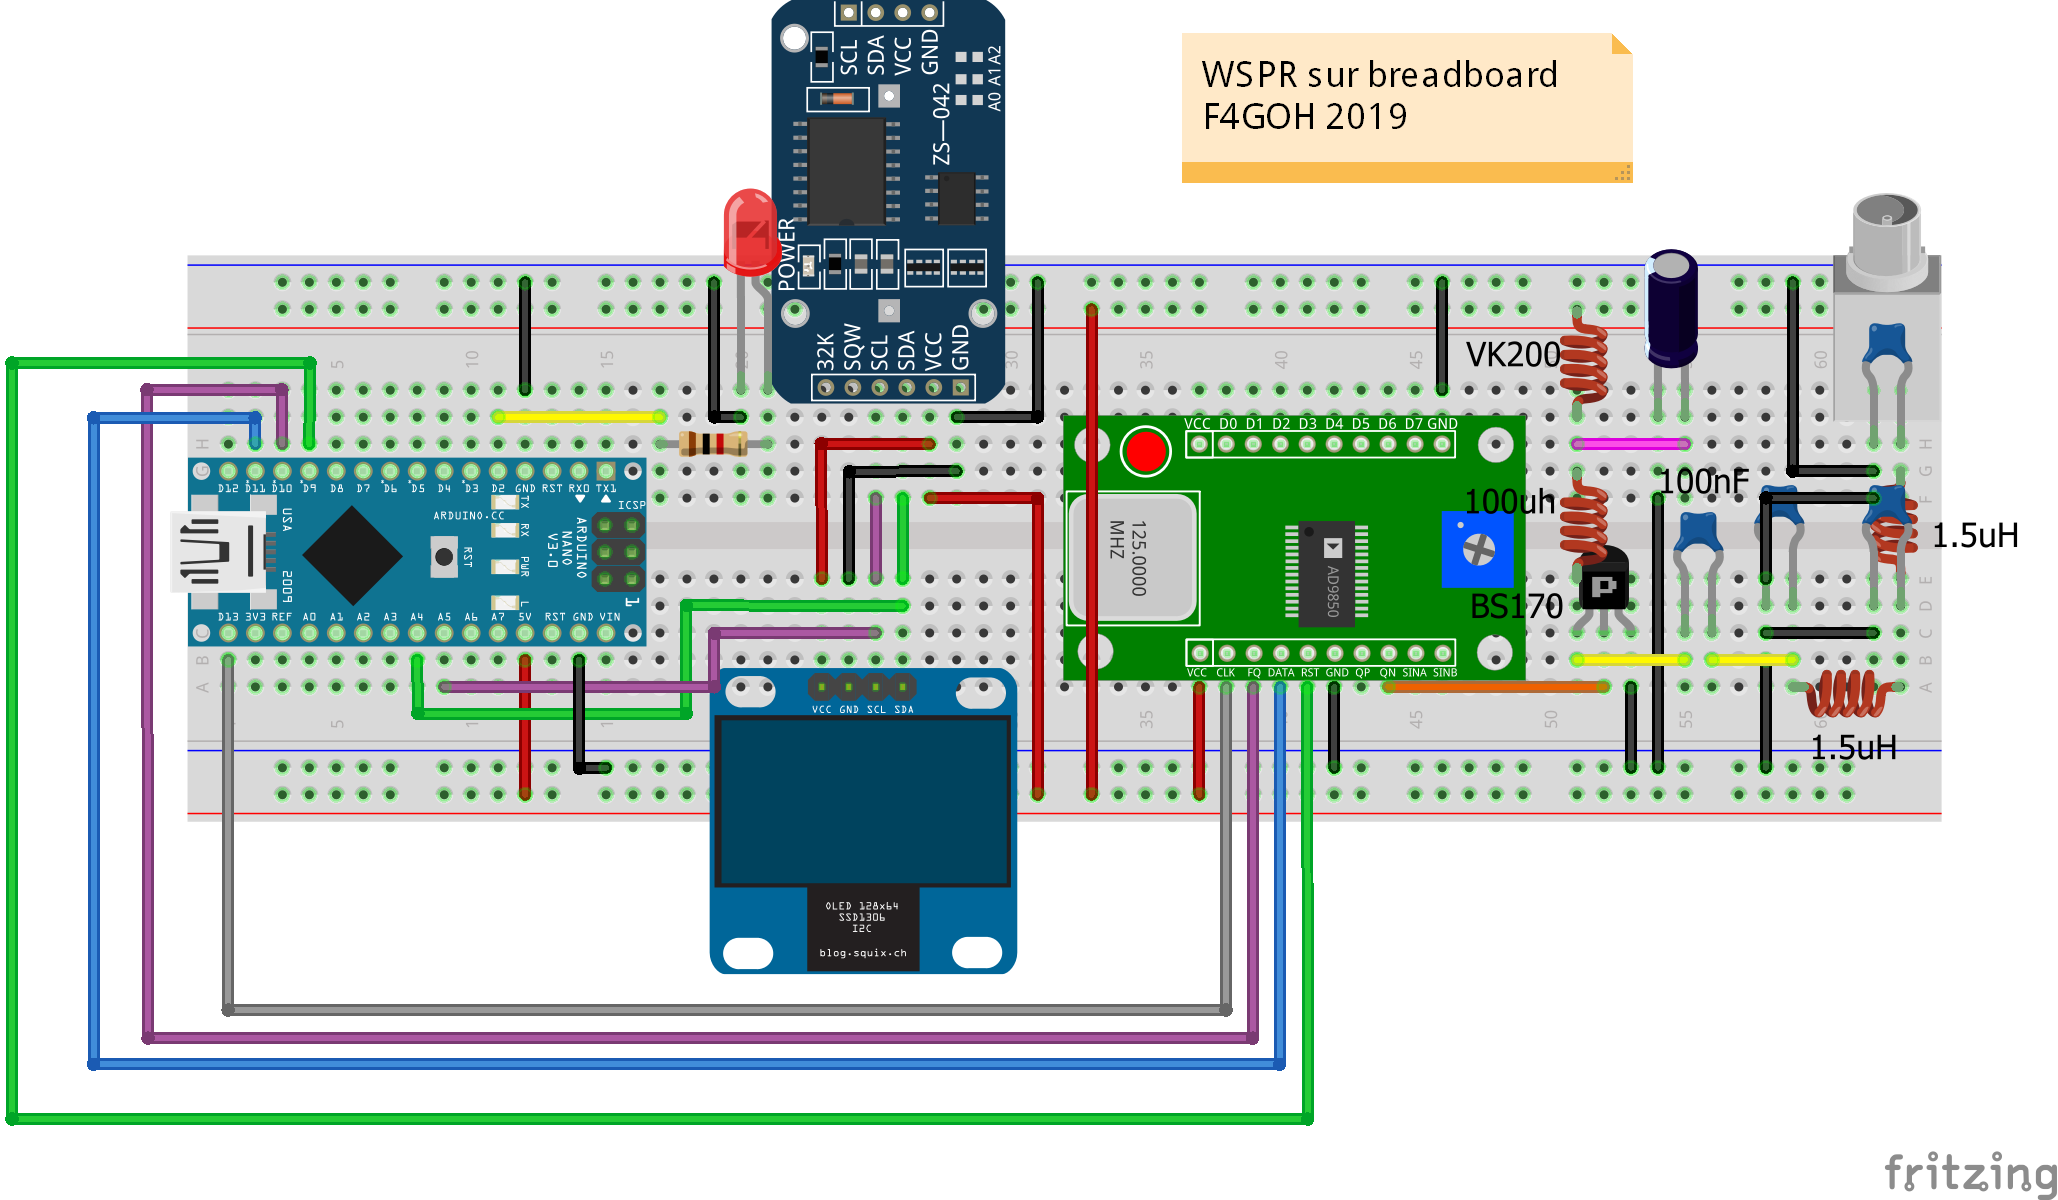 SCL SDA VCC GND
A0 A1 A2
ZS-042
POWER
32K SQW SCL SDA VCC GND
WSPR sur breadboard
F4GOH 2019
5 10 15 20 30 35 40 45 60
VK200
H H
G G
F
D12 D11 D10 D9 D8 D7 D6 D5 D4 D3 D2 GND RST RX0 TX1
ARDUINO.CC
TX
RX
PWR
L
RST
USA
2009
ICSP
ARDUINO
NANO
V3.0
1
D13 3V3 REF A0 A1 A2 A3 A4 A5 A6 A7 5V RST GND VIN
VCC D0 D1 D2 D3 D4 D5 D6 D7 GND
125.0000
MHZ
AD9850
VCC CLK FQ DATA RST GND QP QN SINA SINB
100uh
100nF
1.5uH
BS170
E
D
C C
B B
A A
5 35 45 50 55
1.5uH
VCC GND SCL SDA
OLED 128x64
SSD1306
I2C
blog.squix.ch
fritzing